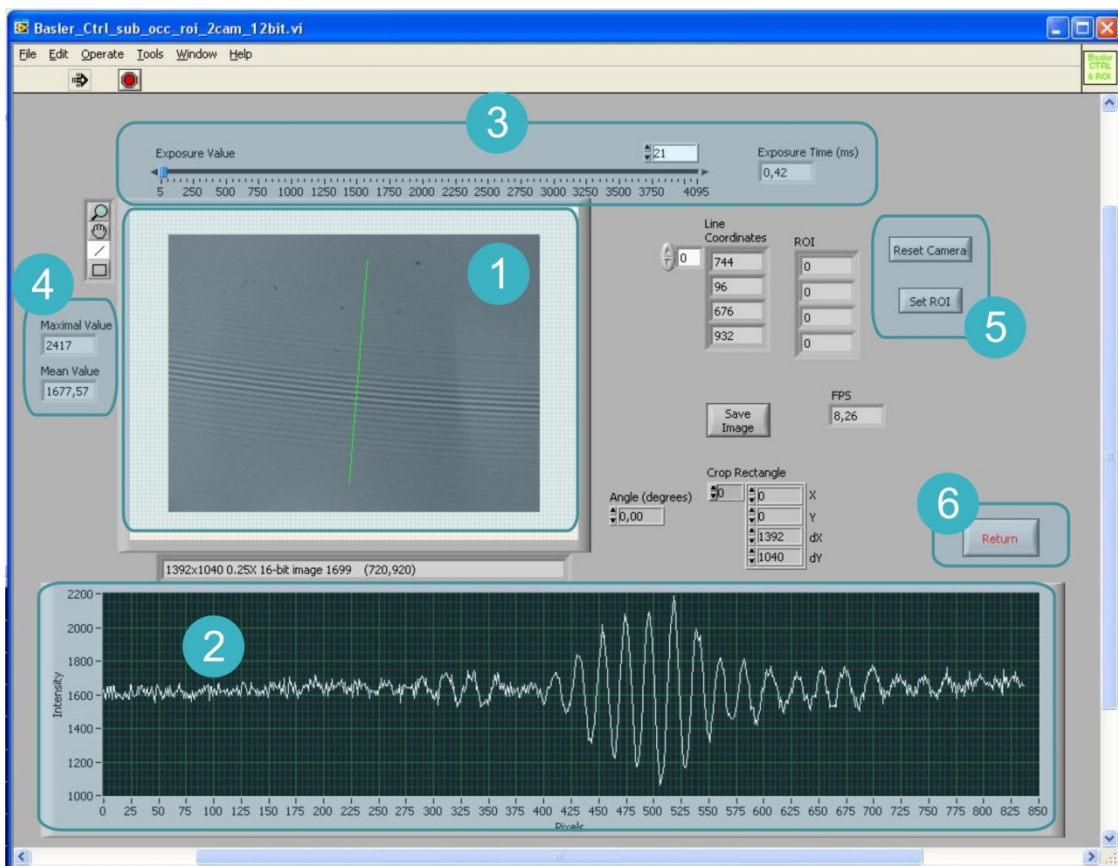 Basler_Ctrl_sub_occ_roi_2cam_12bit.vi
File Edit Operate Tools Window Help
Basler
CTRL
& ROI
3
Exposure Value
21
Exposure Time (ms)
0,42
5 250 500 750 1000 1250 1500 1750 2000 2250 2500 2750 3000 3250 3500 3750 4095
1
4
Maximal Value
2417
Mean Value
1677,57
Line
Coordinates
0
744
96
676
932
ROI
0
0
0
0
Reset Camera
Set ROI
5
Save
Image
FPS
8,26
Angle (degrees)
0,00
Crop Rectangle
0
0 X
0 Y
1392 dX
1040 dY
6
Return
1392x1040 0.25X 16-bit image 1699 (720,920)
2
Intensity
2200
2000
1800
1600
1400
1200
1000
0 25 50 75 100 125 150 175 200 225 250 275 300 325 350 375 400 425 450 475 500 525 550 575 600 625 650 675 700 725 750 775 800 825 850
Pixels